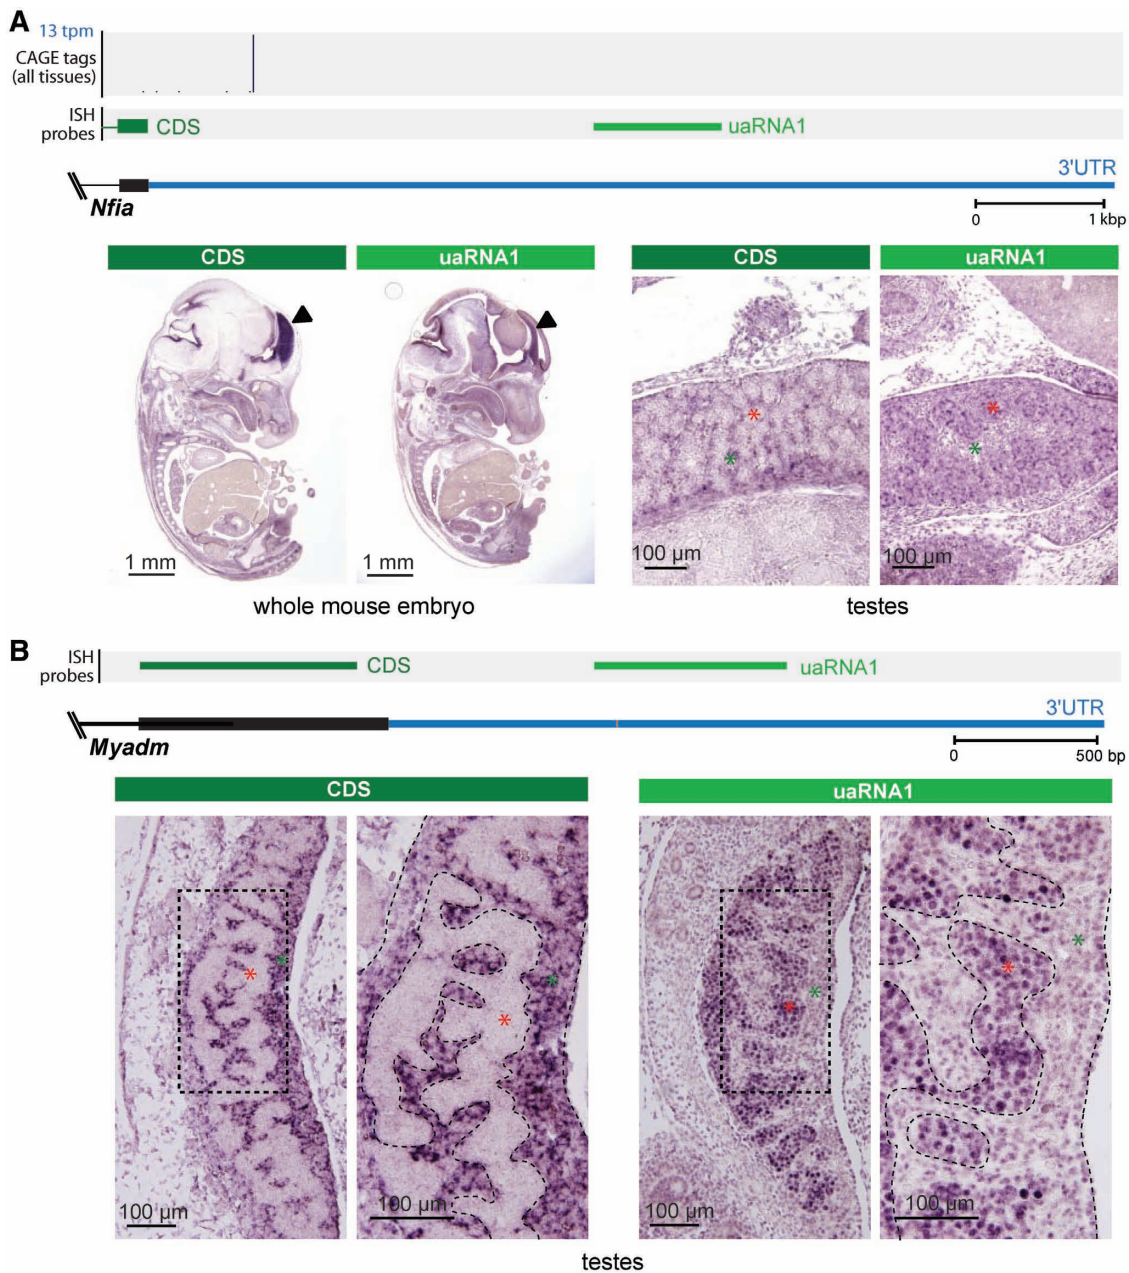 A
13 tpm
CAGE tags
(all tissues)
ISH
probes
CDS
uaRNA1
3'UTR
Nfia
0
1 kbp
CDS
uaRNA1
CDS
uaRNA1
*
*
*
*
1 mm
1 mm
100 µm
100 µm
whole mouse embryo
testes
B
ISH
probes
CDS
uaRNA1
3'UTR
Myadm
0
500 bp
CDS
uaRNA1
*
*
*
*
*
*
*
*
100 µm
100 µm
100 µm
100 µm
testes